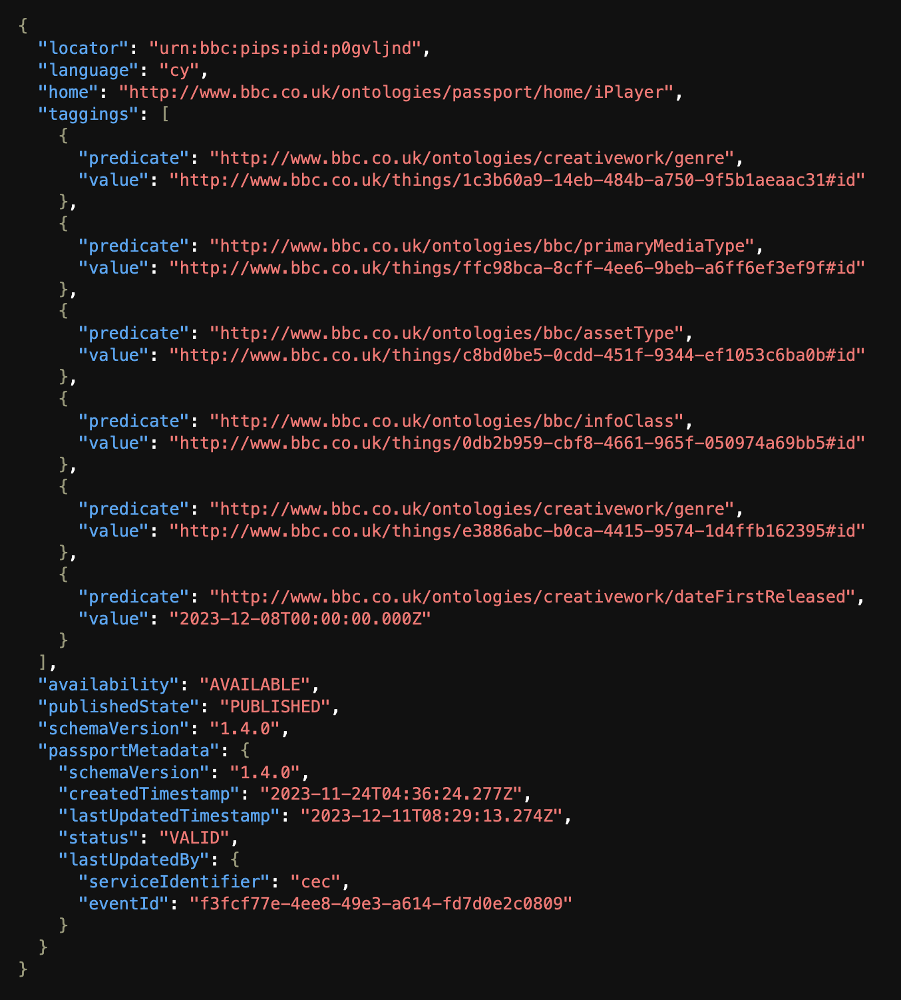 {
  "locator": "urn:bbc:pips:pid:p0gvljnd",
  "language": "cy",
  "home": "http://www.bbc.co.uk/ontologies/passport/home/iPlayer",
  "taggings": [
    {
      "predicate": "http://www.bbc.co.uk/ontologies/creativework/genre",
      "value": "http://www.bbc.co.uk/things/1c3b60a9-14eb-484b-a750-9f5b1aeaac31#id"
    },
    {
      "predicate": "http://www.bbc.co.uk/ontologies/bbc/primaryMediaType",
      "value": "http://www.bbc.co.uk/things/ffc98bca-8cff-4ee6-9beb-a6ff6ef3ef9f#id"
    },
    {
      "predicate": "http://www.bbc.co.uk/ontologies/bbc/assetType",
      "value": "http://www.bbc.co.uk/things/c8bd0be5-0cdd-451f-9344-ef1053c6ba0b#id"
    },
    {
      "predicate": "http://www.bbc.co.uk/ontologies/bbc/infoClass",
      "value": "http://www.bbc.co.uk/things/0db2b959-cbf8-4661-965f-050974a69bb5#id"
    },
    {
      "predicate": "http://www.bbc.co.uk/ontologies/creativework/genre",
      "value": "http://www.bbc.co.uk/things/e3886abc-b0ca-4415-9574-1d4ffb162395#id"
    },
    {
      "predicate": "http://www.bbc.co.uk/ontologies/creativework/dateFirstReleased",
      "value": "2023-12-08T00:00:00.000Z"
    }
  ],
  "availability": "AVAILABLE",
  "publishedState": "PUBLISHED",
  "schemaVersion": "1.4.0",
  "passportMetadata": {
    "schemaVersion": "1.4.0",
    "createdTimestamp": "2023-11-24T04:36:24.277Z",
    "lastUpdatedTimestamp": "2023-12-11T08:29:13.274Z",
    "status": "VALID",
    "lastUpdatedBy": {
      "serviceIdentifier": "cec",
      "eventId": "f3fcf77e-4ee8-49e3-a614-fd7d0e2c0809"
    }
  }
}